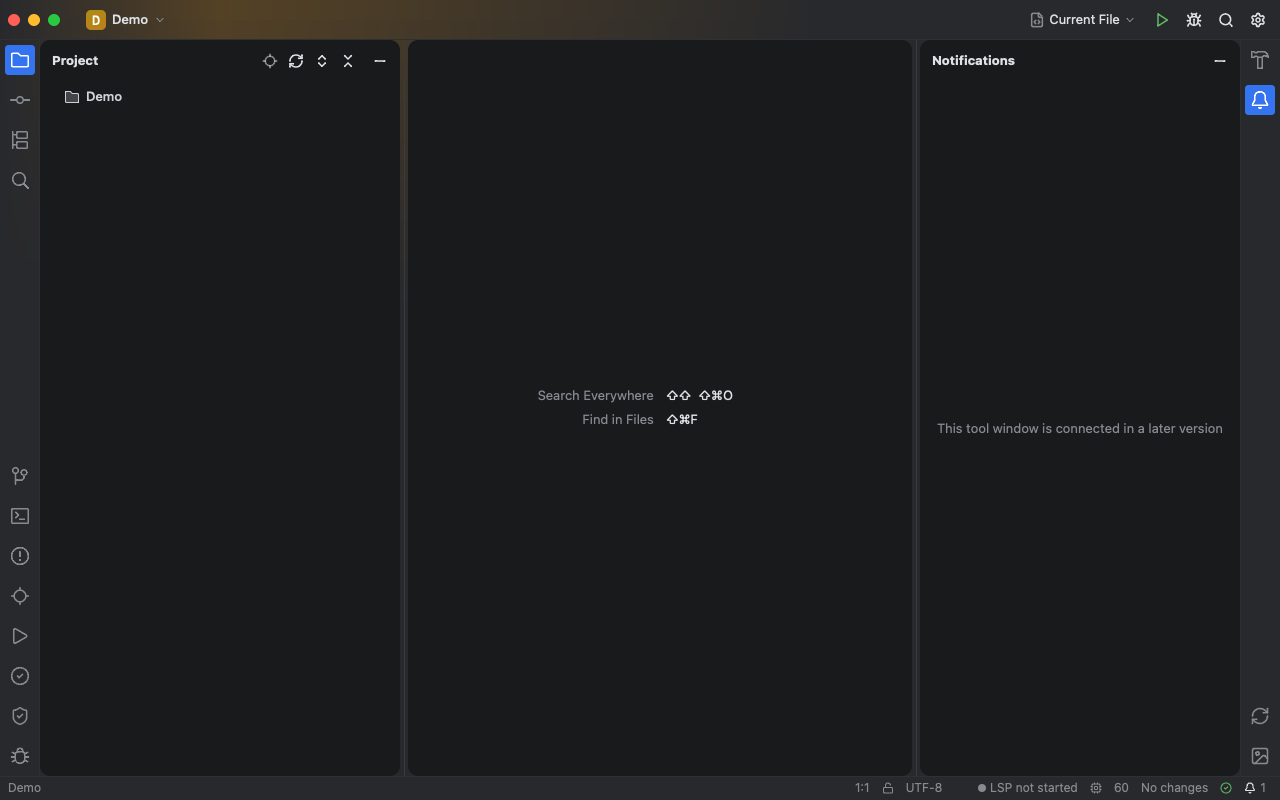 D Demo
Current File
Project
Notifications
Demo
Search Everywhere ⇧⇧ ⇧⌘O
Find in Files ⇧⌘F
This tool window is connected in a later version
Demo
1:1
UTF-8
LSP not started
60
No changes
1